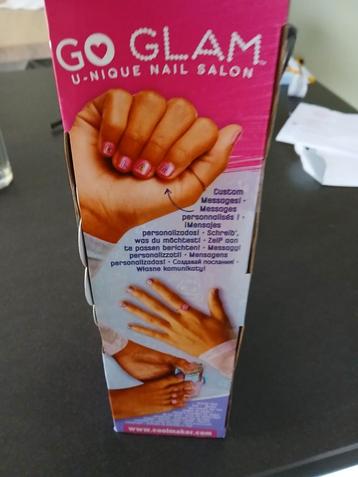 GO GLAM
U-NIQUE NAIL SALON
Custom
Messages! •
Messages
personnalisés ! •
¡Mensajes
personalizados! • Schreib',
was du möchtest! • Zelf aan
te passen berichten! • Messaggi
personalizzati! • Mensagens
personalizadas! • Создавай послания! •
Własne komunikaty!
www.coolmaker.com